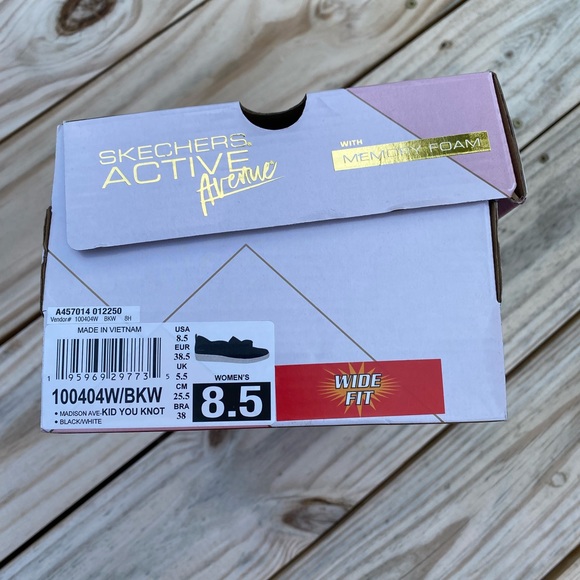 SKECHERS
ACTIVE
Avenue
WITH
MEMORY FOAM
A457014 012250
Vendor# 100404W BKW 8H
MADE IN VIETNAM
1 95969 29773 5
100404W/BKW
• MADISON AVE-KID YOU KNOT
• BLACK/WHITE
USA
8.5
EUR
38.5
UK
5.5
CM
25.5
BRA
38
WOMEN'S
8.5
WIDE
FIT